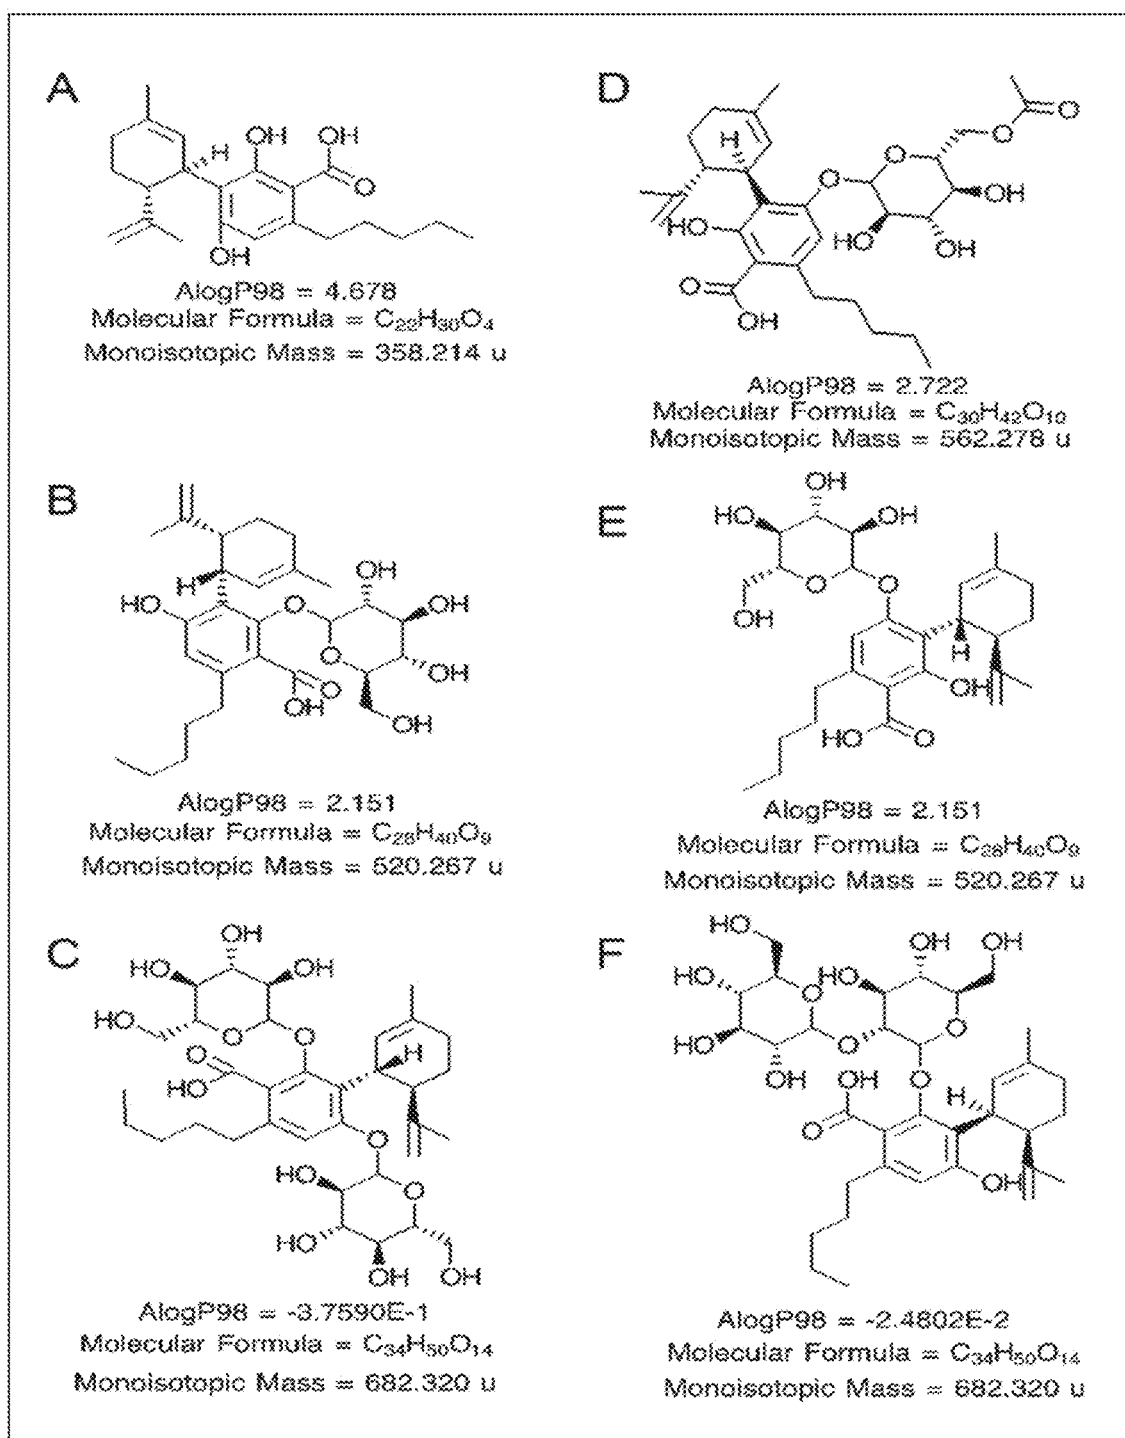 A
OH
OH
H
O
OH
AlogP98 = 4.678
Molecular Formula = C₂₂H₃₀O₄
Monoisotopic Mass = 358.214 u
B
H
OH
HO
O
OH
O
OH
O
OH
OH
AlogP98 = 2.151
Molecular Formula = C₂₈H₄₀O₉
Monoisotopic Mass = 520.267 u
C
OH
HO
OH
HO
O
O
O
H
HO
O
HO
O
HO
OH
OH
AlogP98 = -3.7590E-1
Molecular Formula = C₃₄H₅₀O₁₄
Monoisotopic Mass = 682.320 u
D
O
O
H
O
O
OH
HO
HO
OH
O
OH
AlogP98 = 2.722
Molecular Formula = C₃₀H₄₂O₁₀
Monoisotopic Mass = 562.278 u
E
OH
HO
OH
O
O
OH
H
OH
HO
O
AlogP98 = 2.151
Molecular Formula = C₂₈H₄₀O₉
Monoisotopic Mass = 520.267 u
F
HO
OH
OH
HO
O
HO
O
HO
O
OH
OH
O
H
O
OH
AlogP98 = -2.4802E-2
Molecular Formula = C₃₄H₅₀O₁₄
Monoisotopic Mass = 682.320 u